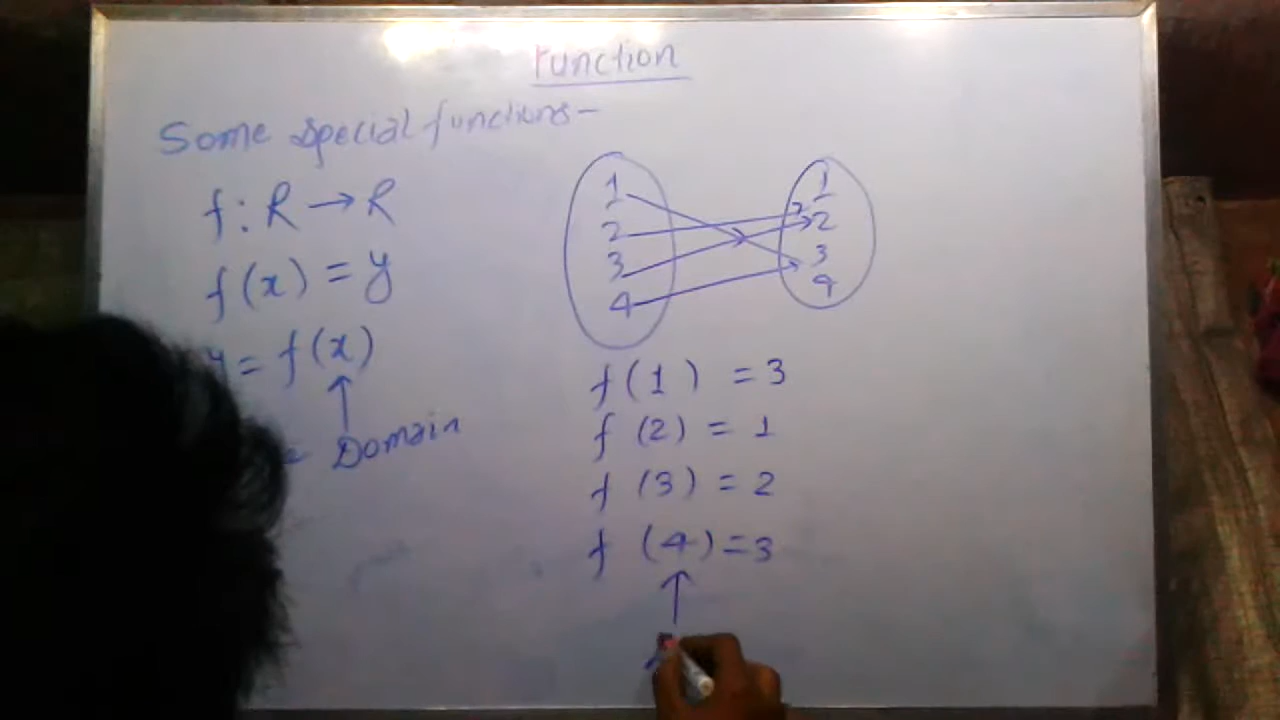 Function
Some special functions-
f: R → R
f(x) = y
y = f(x)
Domain
1
2
3
4
1
2
3
4
f(1) = 3
f(2) = 1
f(3) = 2
f(4) = 3